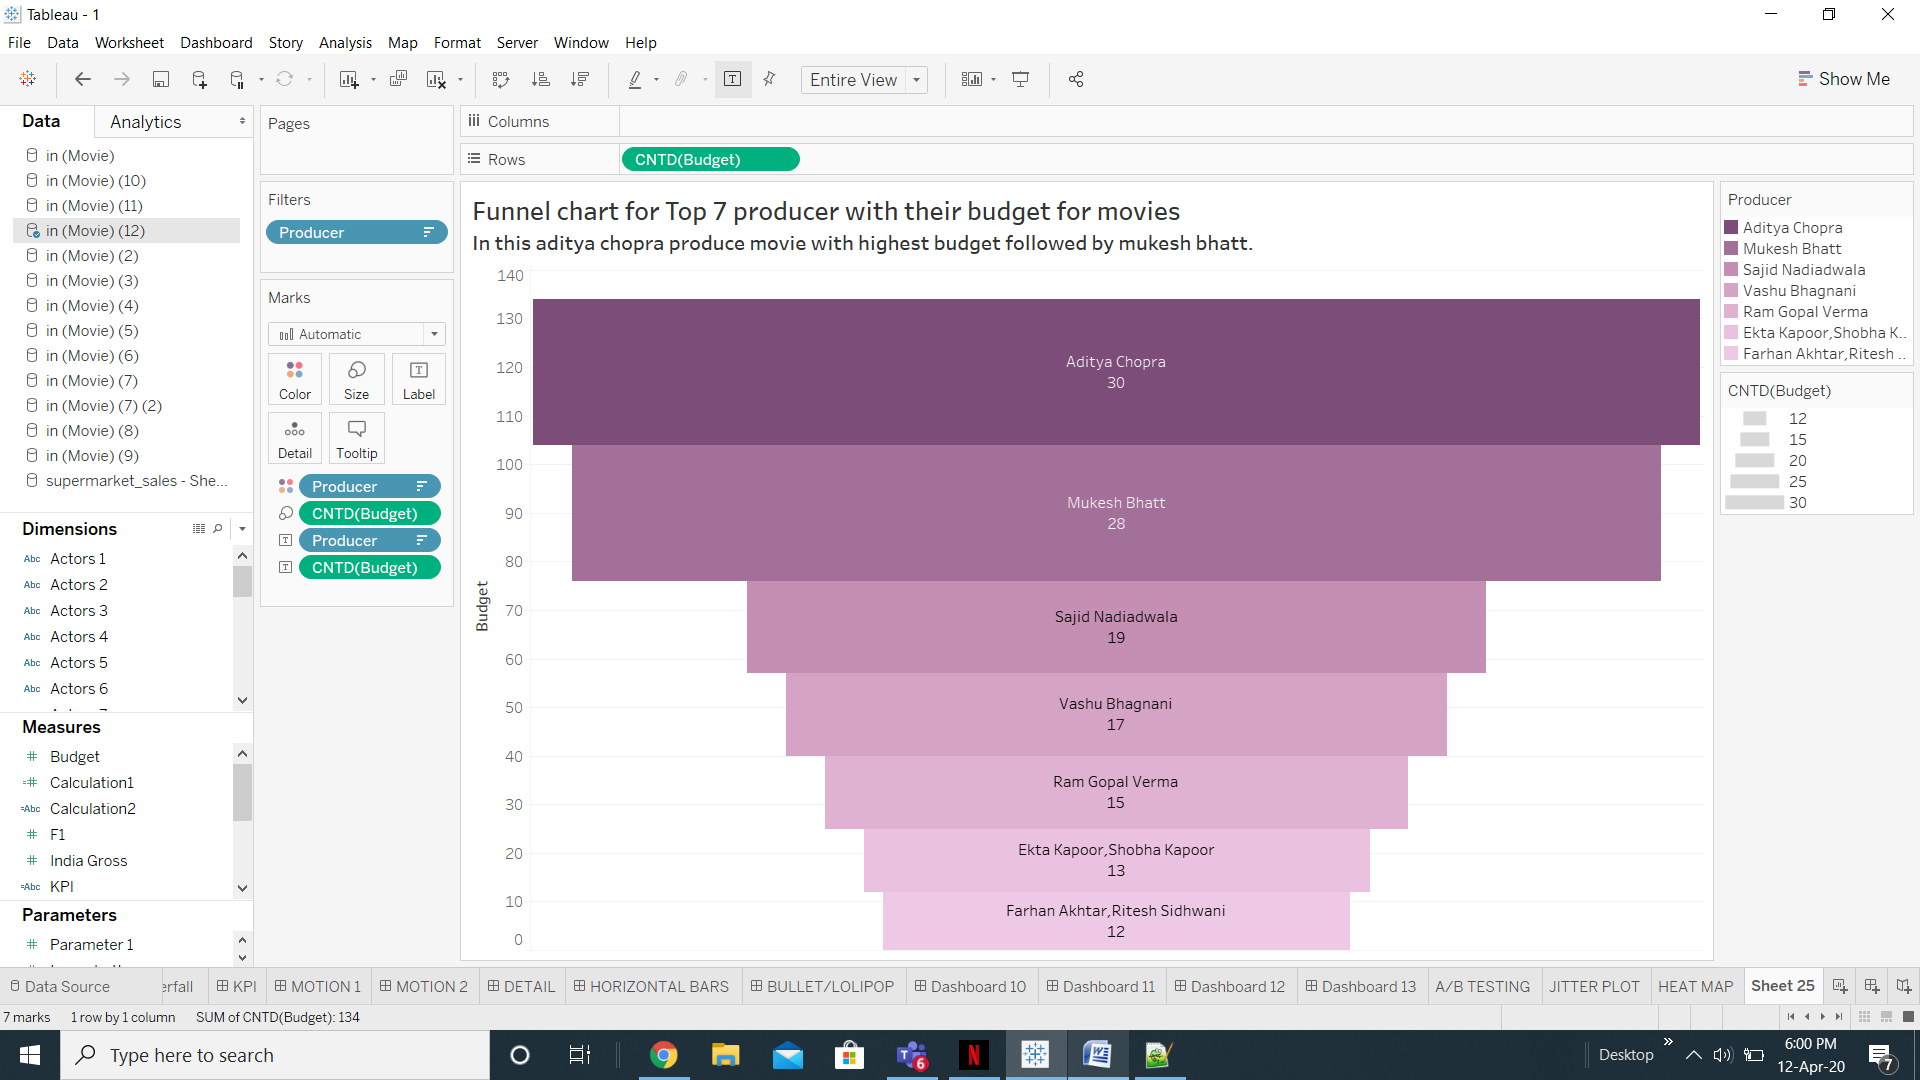 Tableau - 1
File Data Worksheet Dashboard Story Analysis Map Format Server Window Help
Entire View
Show Me
Data Analytics
in (Movie)
in (Movie) (10)
in (Movie) (11)
in (Movie) (12)
in (Movie) (2)
in (Movie) (3)
in (Movie) (4)
in (Movie) (5)
in (Movie) (6)
in (Movie) (7)
in (Movie) (7) (2)
in (Movie) (8)
in (Movie) (9)
supermarket_sales - She...
Dimensions
Abc Actors 1
Abc Actors 2
Abc Actors 3
Abc Actors 4
Abc Actors 5
Abc Actors 6
Measures
# Budget
=# Calculation1
=Abc Calculation2
# F1
# India Gross
=Abc KPI
Parameters
# Parameter 1
Pages
Filters
Producer
Marks
Automatic
Color Size Label
Detail Tooltip
Producer
CNTD(Budget)
Producer
CNTD(Budget)
Columns
Rows CNTD(Budget)
Funnel chart for Top 7 producer with their budget for movies
In this aditya chopra produce movie with highest budget followed by mukesh bhatt.
Budget
140
130
120
110
100
90
80
70
60
50
40
30
20
10
0
Aditya Chopra
30
Mukesh Bhatt
28
Sajid Nadiadwala
19
Vashu Bhagnani
17
Ram Gopal Verma
15
Ekta Kapoor,Shobha Kapoor
13
Farhan Akhtar,Ritesh Sidhwani
12
Producer
Aditya Chopra
Mukesh Bhatt
Sajid Nadiadwala
Vashu Bhagnani
Ram Gopal Verma
Ekta Kapoor,Shobha K..
Farhan Akhtar,Ritesh ..
CNTD(Budget)
12
15
20
25
30
Data Source erfall KPI MOTION 1 MOTION 2 DETAIL HORIZONTAL BARS BULLET/LOLIPOP Dashboard 10 Dashboard 11 Dashboard 12 Dashboard 13 A/B TESTING JITTER PLOT HEAT MAP Sheet 25
7 marks 1 row by 1 column SUM of CNTD(Budget): 134
Type here to search
6
Desktop
6:00 PM
12-Apr-20
7